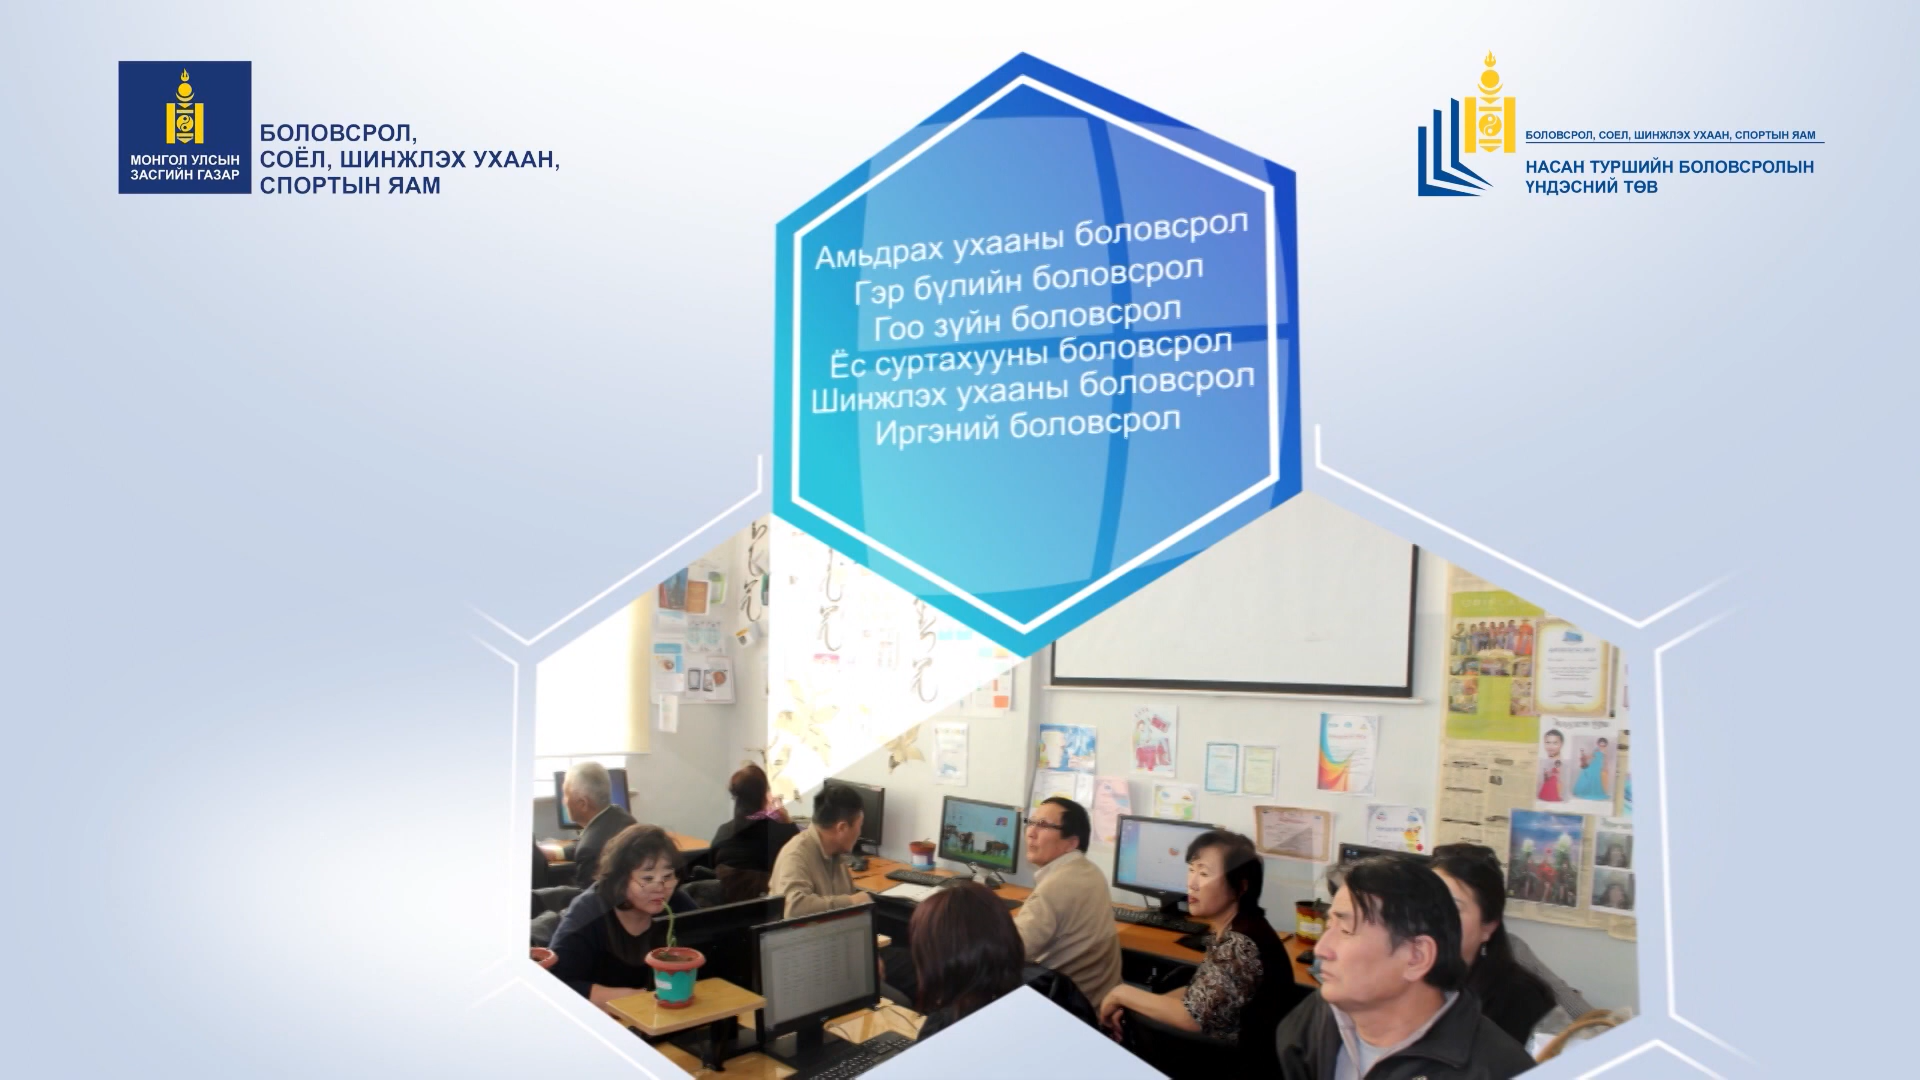 МОНГОЛ УЛСЫН
ЗАСГИЙН ГАЗАР
БОЛОВСРОЛ,
СОЁЛ, ШИНЖЛЭХ УХААН,
СПОРТЫН ЯАМ
БОЛОВСРОЛ, СОЕЛ, ШИНЖЛЭХ УХААН, СПОРТЫН ЯАМ
НАСАН ТУРШИЙН БОЛОВСРОЛЫН
ҮНДЭСНИЙ ТӨВ
Амьдрах ухааны боловсрол
Гэр бүлийн боловсрол
Гоо зүйн боловсрол
Ёс суртахууны боловсрол
Шинжлэх ухааны боловсрол
Иргэний боловсрол